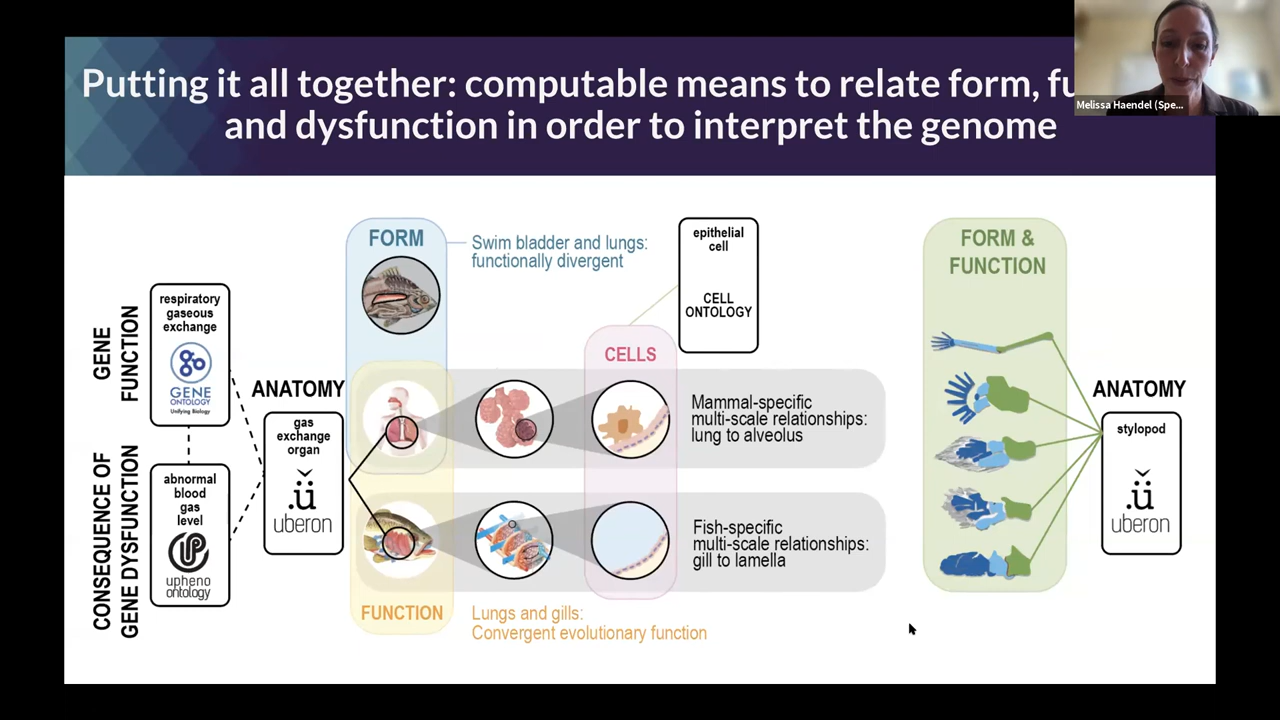 Putting it all together: computable means to relate form, fu
and dysfunction in order to interpret the genome
Melissa Haendel (Spe...
GENE
FUNCTION
CONSEQUENCE OF
GENE DYSFUNCTION
respiratory
gaseous
exchange
GENE
ONTOLOGY
Unifying Biology
abnormal
blood
gas
level
upheno
ontology
ANATOMY
gas
exchange
organ
.ü
uberon
FORM
Swim bladder and lungs:
functionally divergent
epithelial
cell
CELL
ONTOLOGY
CELLS
Mammal-specific
multi-scale relationships:
lung to alveolus
Fish-specific
multi-scale relationships:
gill to lamella
FUNCTION
Lungs and gills:
Convergent evolutionary function
FORM &
FUNCTION
ANATOMY
stylopod
.ü
uberon